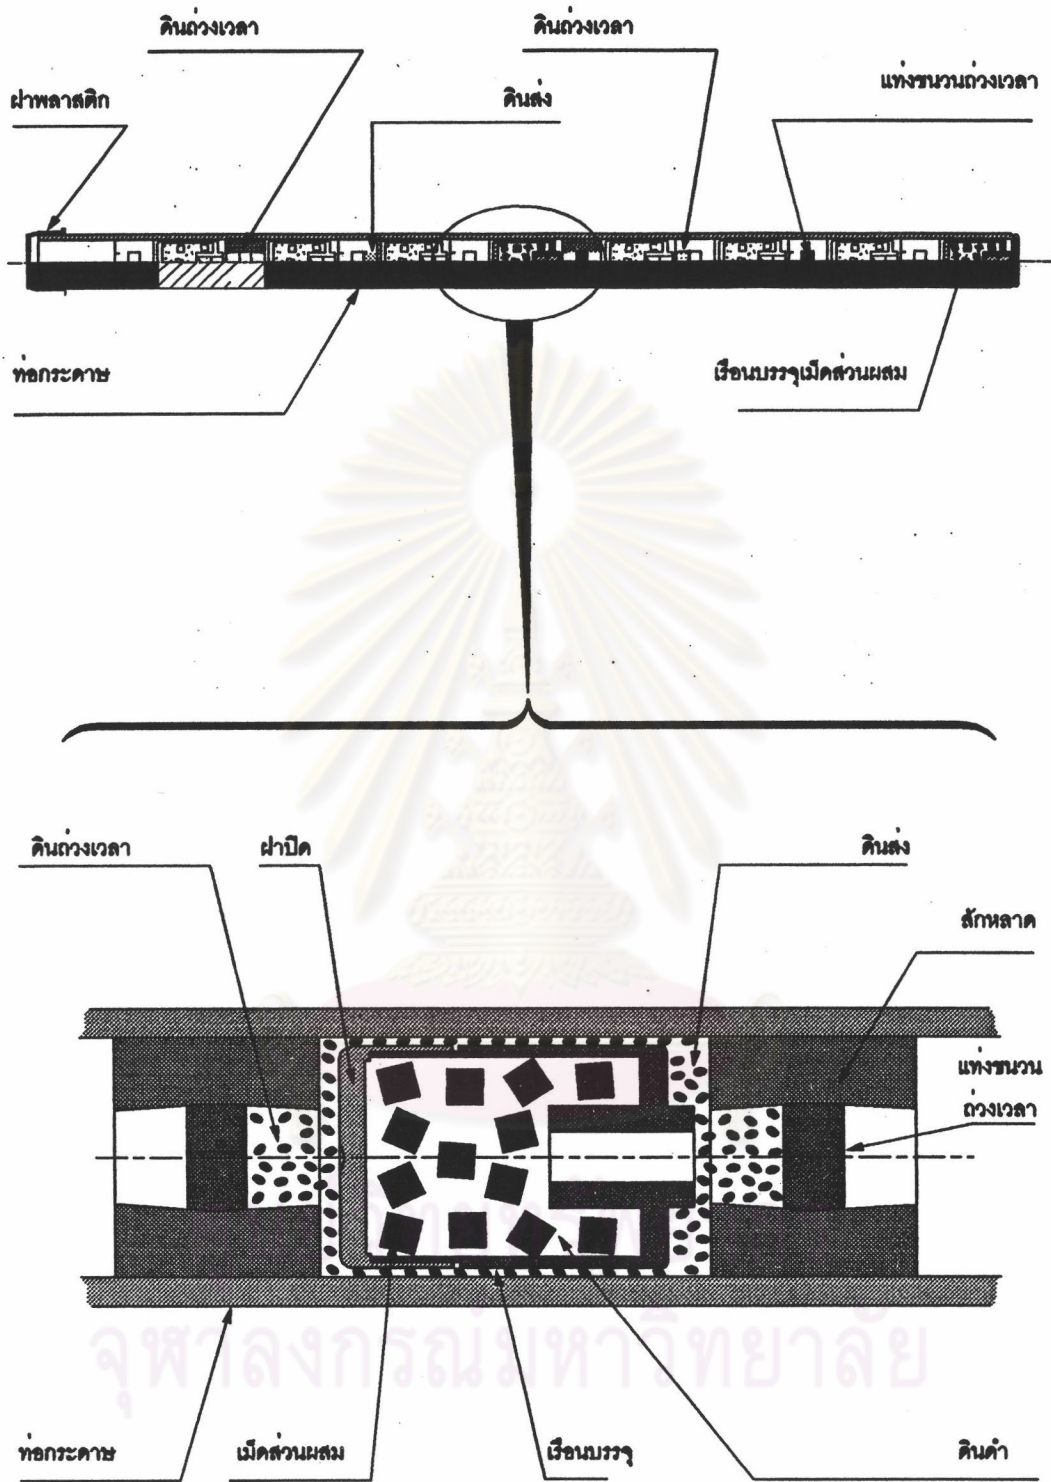 ดินถ่วงเวลา
ดินถ่วงเวลา
ฝาพลาสติก
ดินส่ง
แท่งชนวนถ่วงเวลา
ท่อกระดาษ
เรือนบรรจุเม็ดส่วนผสม
ดินถ่วงเวลา
ฝาปิด
ดินส่ง
สักหลาด
แท่งชนวน
ถ่วงเวลา
จุฬาลงกรณ์มหาวิทยาลัย
ท่อกระดาษ
เม็ดส่วนผสม
เรือนบรรจุ
ดินดำ